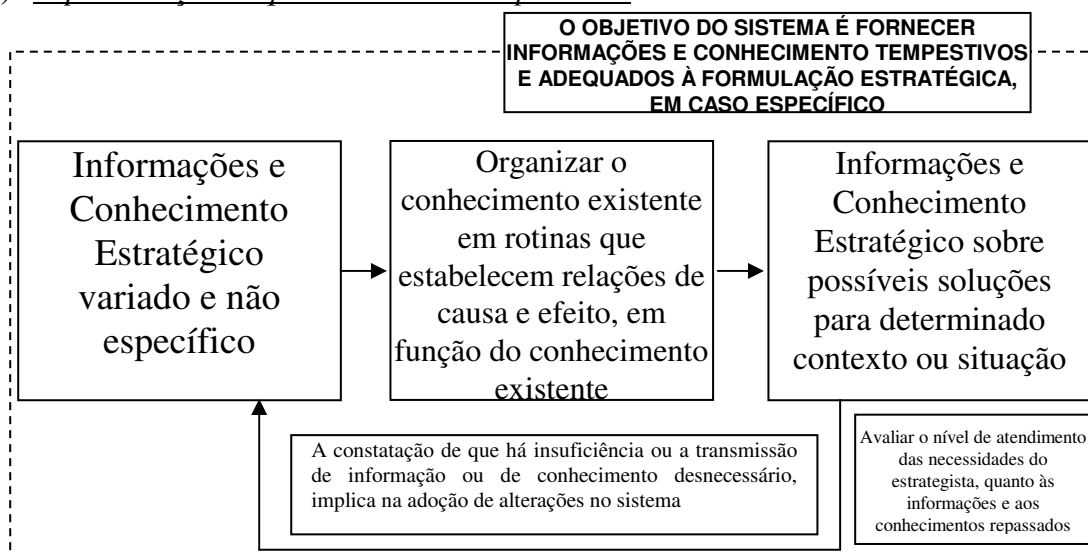 O OBJETIVO DO SISTEMA É FORNECER
INFORMAÇÕES E CONHECIMENTO TEMPESTIVOS
E ADEQUADOS À FORMULAÇÃO ESTRATÉGICA,
EM CASO ESPECÍFICO
Informações e
Conhecimento
Estratégico
variado e não
específico
Organizar o
conhecimento existente
em rotinas que
estabelecem relações de
causa e efeito, em
função do conhecimento
existente
Informações e
Conhecimento
Estratégico sobre
possíveis soluções
para determinado
contexto ou situação
A constatação de que há insuficiência ou a transmissão
de informação ou de conhecimento desnecessário,
implica na adoção de alterações no sistema
Avaliar o nível de atendimento
das necessidades do
estrategista, quanto às
informações e aos
conhecimentos repassados